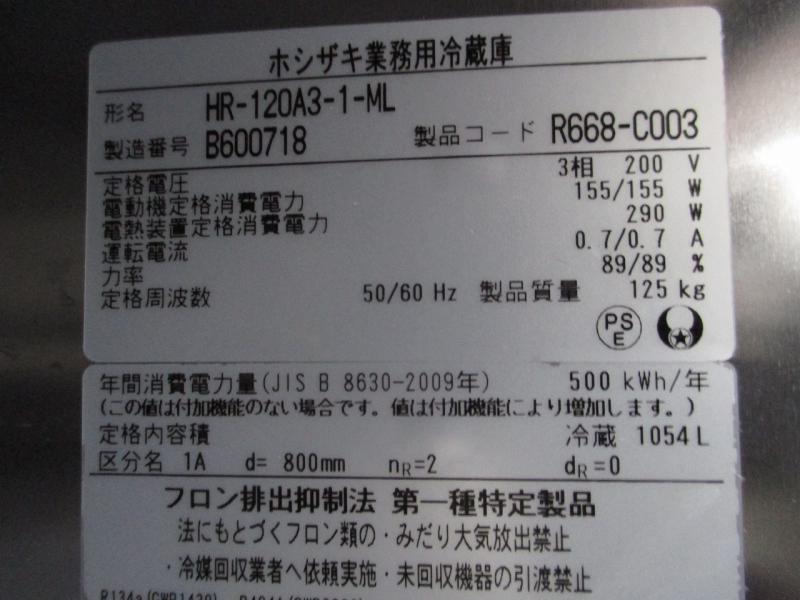 ホシザキ業務用冷蔵庫
形名 HR-120A3-1-ML
製造番号 B600718 製品コード R668-C003
定格電圧 3相 200 V
電動機定格消費電力 155/155 W
電熱装置定格消費電力 290 W
運転電流 0.7/0.7 A
力率 89/89 %
定格周波数 50/60 Hz 製品質量 125 kg
PS E
年間消費電力量(JIS B 8630-2009年) 500 kWh/年
(この値は付加機能のない場合です。値は付加機能により増加します。)
定格内容積 冷蔵 1054 L
区分名 1A d= 800mm nR=2 dR=0
フロン排出抑制法 第一種特定製品
法にもとづくフロン類の・みだり大気放出禁止
・冷媒回収業者へ依頼実施・未回収機器の引渡禁止
R134a(GWP1430)